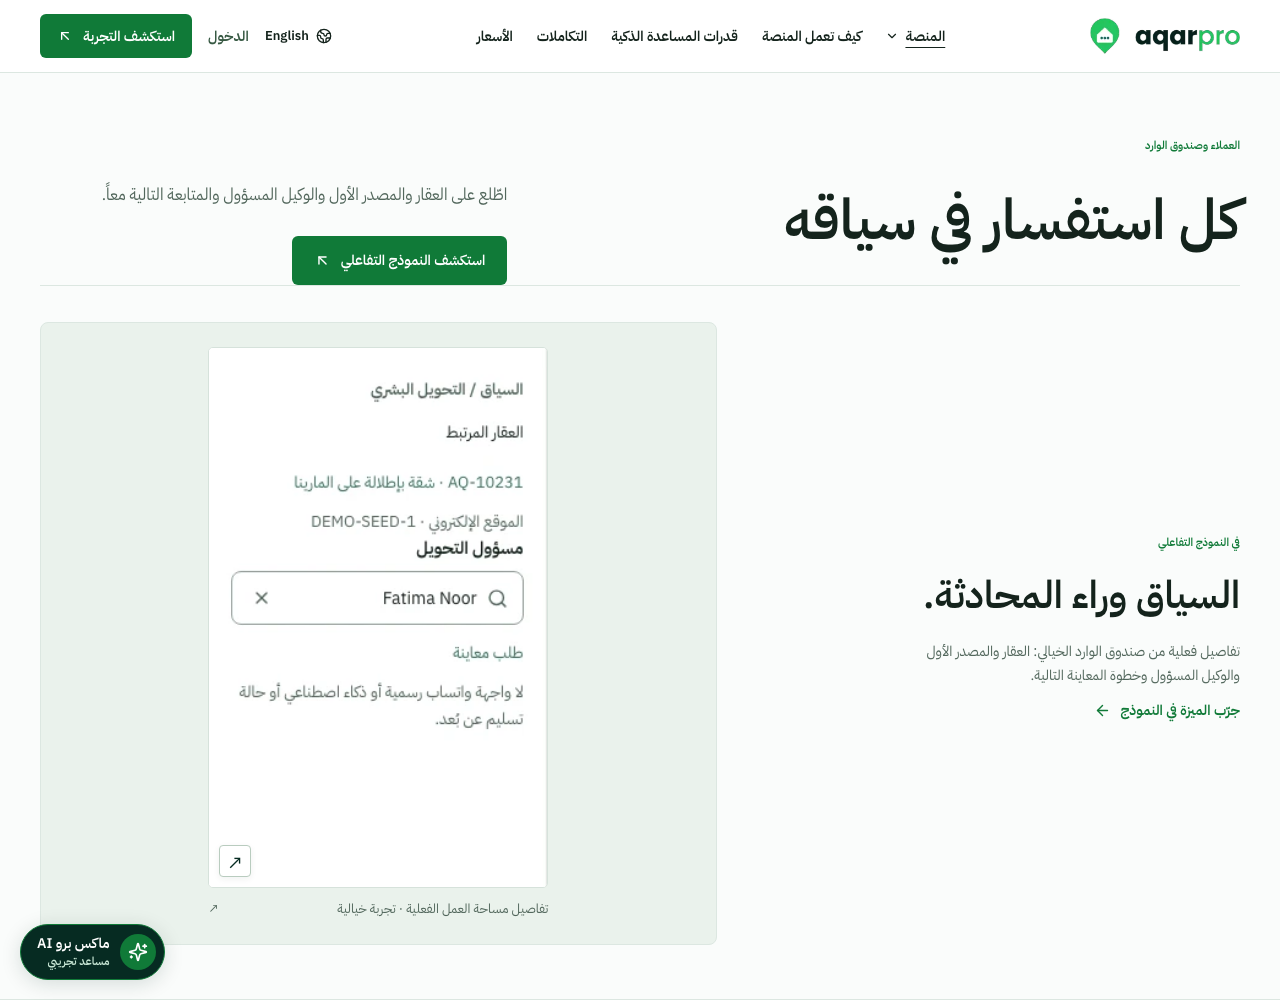 aqarpro
المنصة
كيف تعمل المنصة
قدرات المساعدة الذكية
التكاملات
الأسعار
English
الدخول
استكشف التجربة
العملاء وصندوق الوارد
كل استفسار في سياقه
اطّلع على العقار والمصدر الأول والوكيل المسؤول والمتابعة التالية معاً.
استكشف النموذج التفاعلي
في النموذج التفاعلي
السياق وراء المحادثة.
تفاصيل فعلية من صندوق الوارد الخيالي: العقار والمصدر الأول
والوكيل المسؤول وخطوة المعاينة التالية.
جرّب الميزة في النموذج
السياق / التحويل البشري
العقار المرتبط
AQ-10231 · شقة بإطلالة على المارينا
الموقع الإلكتروني · DEMO-SEED-1
مسؤول التحويل
Fatima Noor
طلب معاينة
لا واجهة واتساب رسمية أو ذكاء اصطناعي أو حالة
تسليم عن بُعد.
تفاصيل مساحة العمل الفعلية · تجربة خيالية
ماكس برو AI
مساعد تجريبي